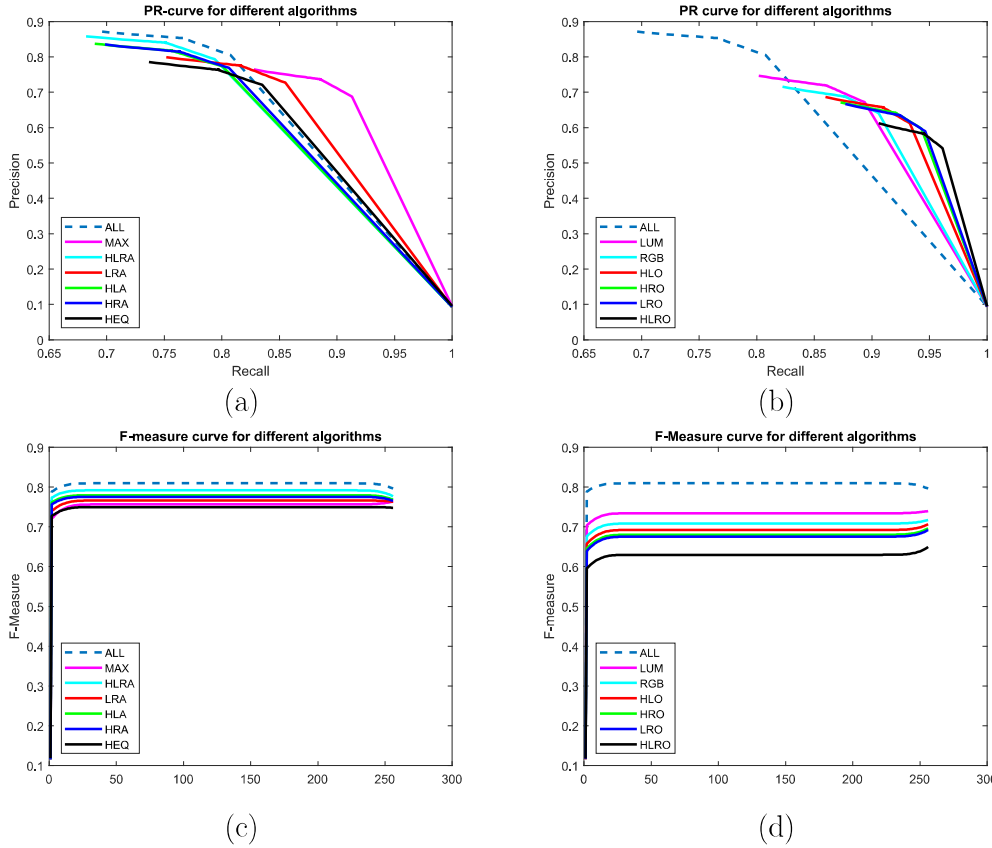 PR-curve for different algorithms
0.9
0.8
0.7
0.6
0.5
0.4
0.3
0.2
0.1
0
Precision
ALL
MAX
HLRA
LRA
HLA
HRA
HEQ
0.65 0.7 0.75 0.8 0.85 0.9 0.95 1
Recall
(a)
PR curve for different algorithms
0.9
0.8
0.7
0.6
0.5
0.4
0.3
0.2
0.1
0
Precision
ALL
LUM
RGB
HLO
HRO
LRO
HLRO
0.65 0.7 0.75 0.8 0.85 0.9 0.95 1
Recall
(b)
F-measure curve for different algorithms
0.9
0.8
0.7
0.6
0.5
0.4
0.3
0.2
0.1
F-Measure
ALL
MAX
HLRA
LRA
HLA
HRA
HEQ
0 50 100 150 200 250 300
(c)
F-Measure curve for different algorithms
0.9
0.8
0.7
0.6
0.5
0.4
0.3
0.2
0.1
F-measure
ALL
LUM
RGB
HLO
HRO
LRO
HLRO
0 50 100 150 200 250 300
(d)